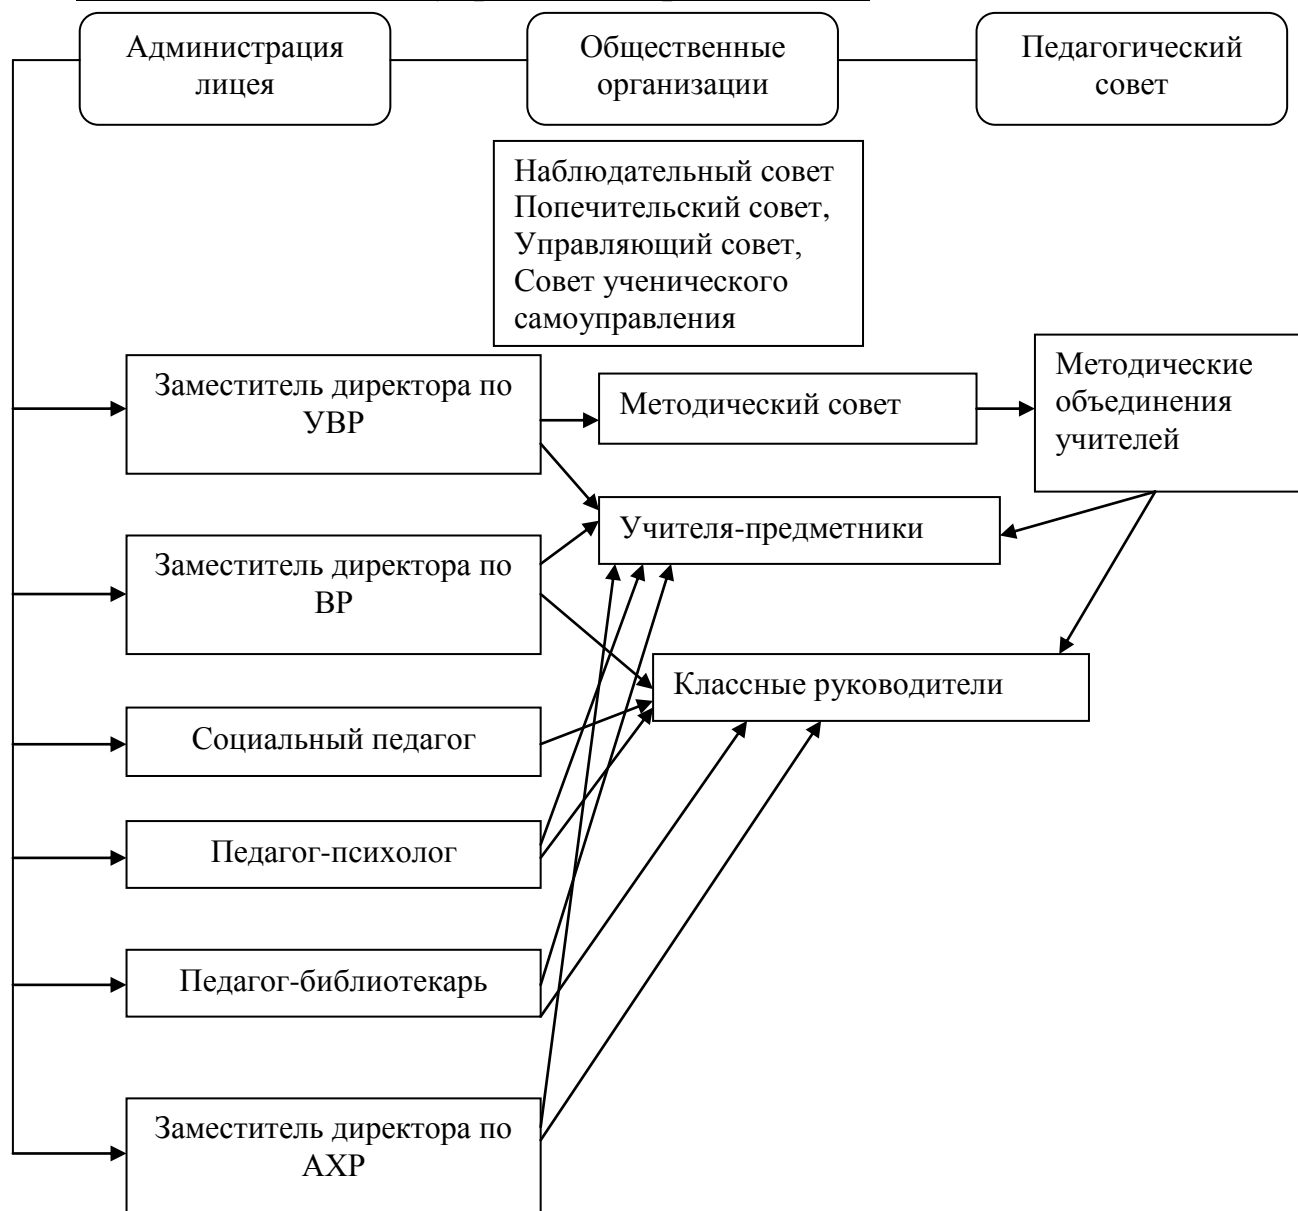 Администрация
лицея
Общественные
организации
Педагогический
совет
Наблюдательный совет
Попечительский совет,
Управляющий совет,
Совет ученического
самоуправления
Заместитель директора по
УВР
Методический совет
Методические
объединения
учителей
Учителя-предметники
Заместитель директора по
ВР
Классные руководители
Социальный педагог
Педагог-психолог
Педагог-библиотекарь
Заместитель директора по
АХР